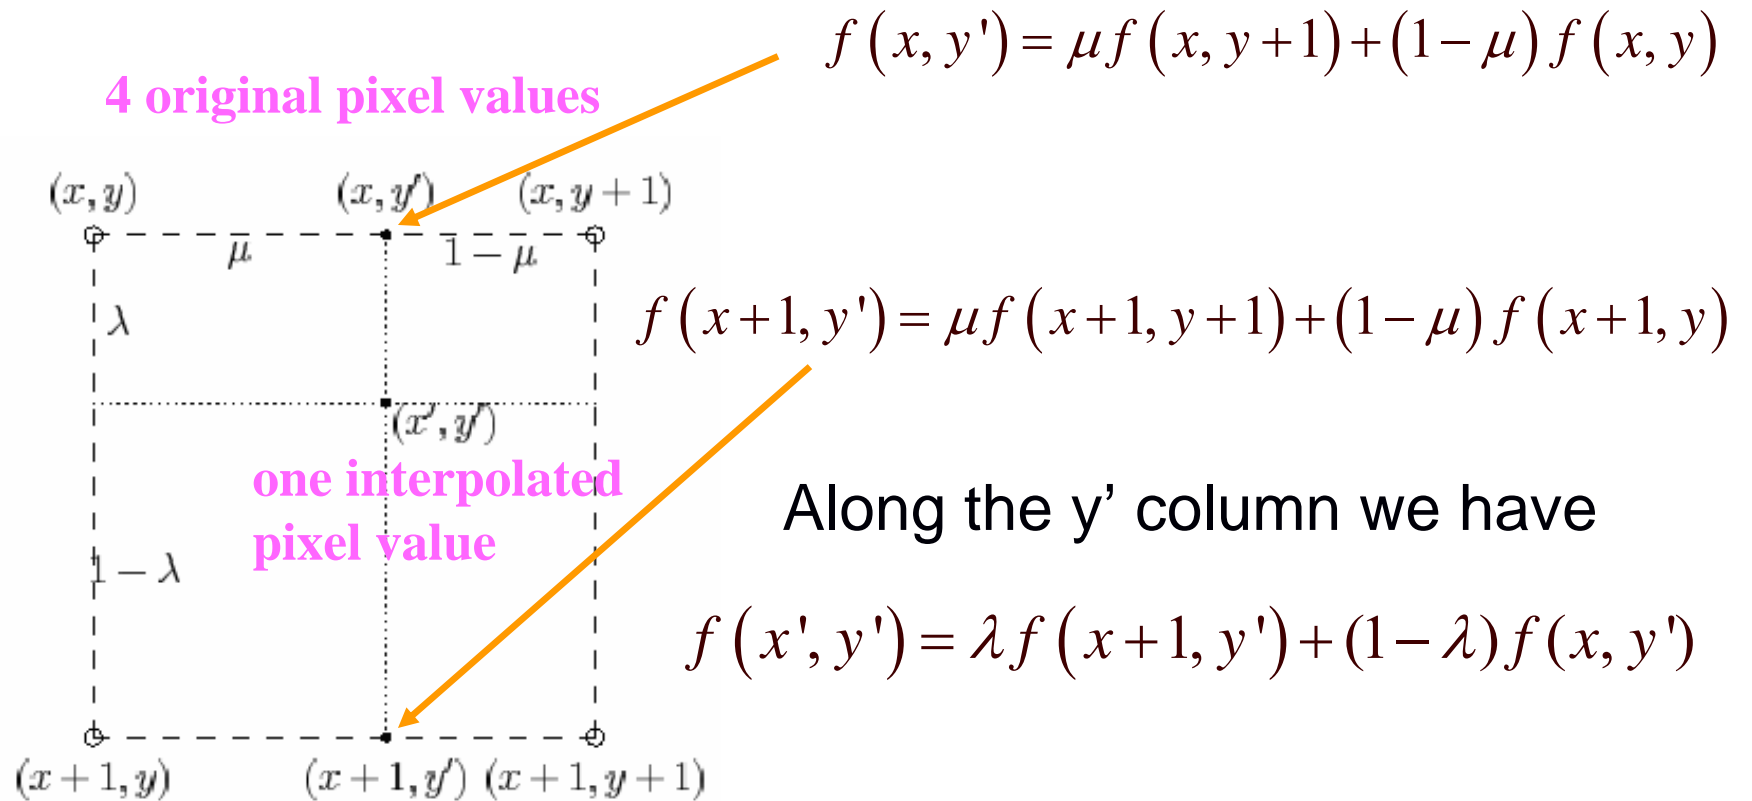 f(x, y') = μf(x, y+1)+(1−μ)f(x, y)
4 original pixel values
(x, y) (x, y′) (x, y + 1)
μ 1 − μ
λ
f(x+1, y') = μf(x+1, y+1)+(1−μ)f(x+1, y)
(x′, y′)
one interpolated
pixel value
Along the y’ column we have
1 − λ
f(x', y') = λf(x+1, y')+(1−λ)f(x, y')
(x + 1, y) (x + 1, y′) (x + 1, y + 1)